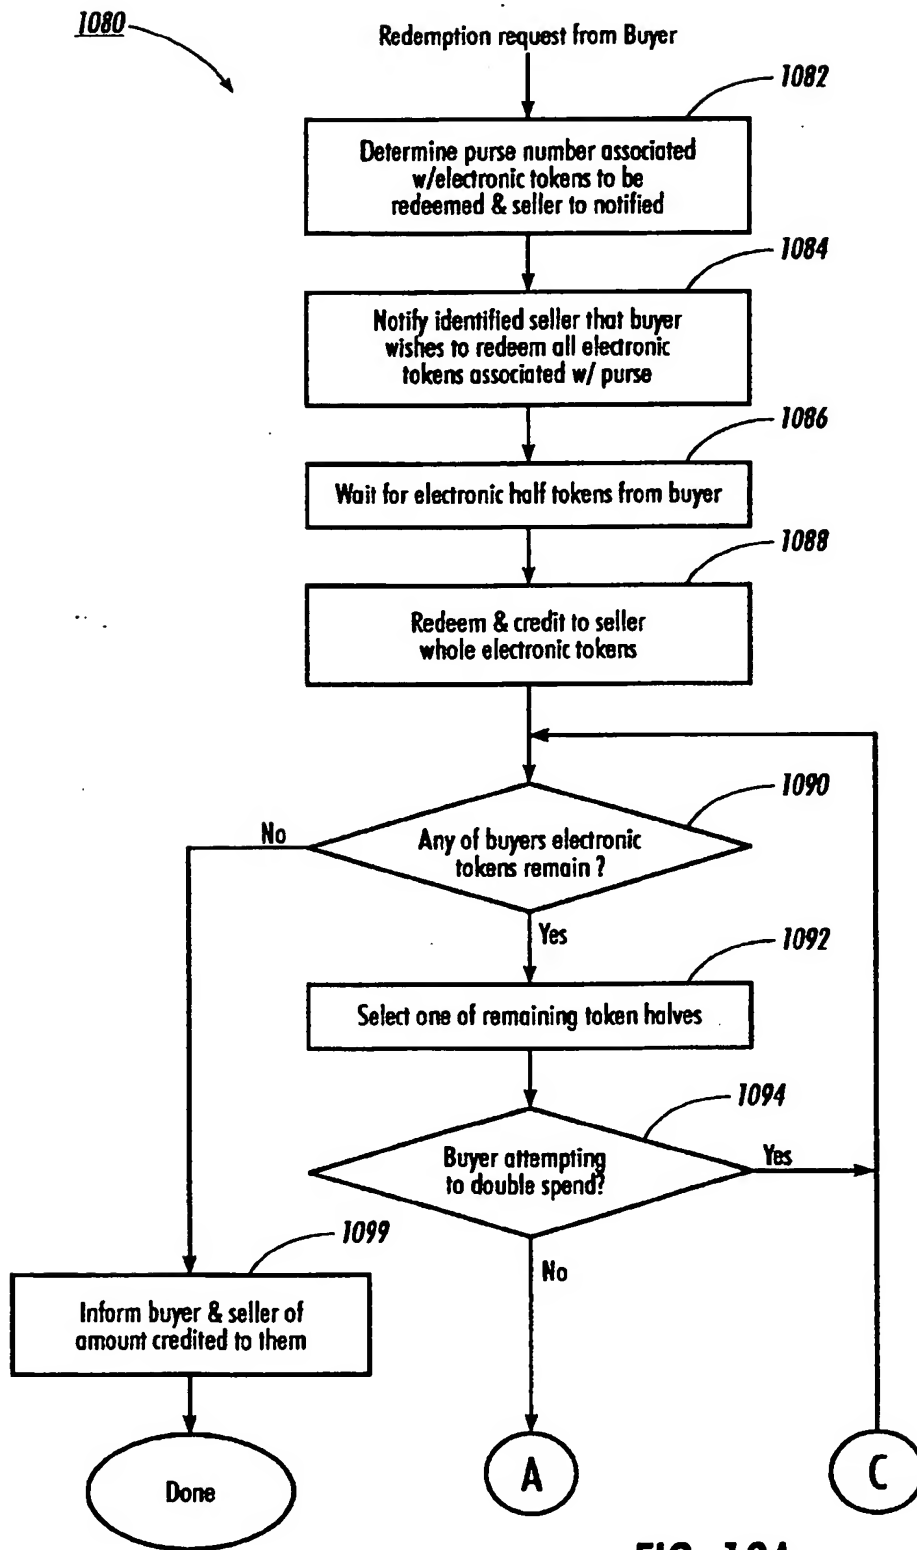 1080
Redemption request from Buyer
1082
Determine purse number associated
w/electronic tokens to be
redeemed & seller to notified
1084
Notify identified seller that buyer
wishes to redeem all electronic
tokens associated w/ purse
1086
Wait for electronic half tokens from buyer
1088
Redeem & credit to seller
whole electronic tokens
1090
No
Any of buyers electronic
tokens remain ?
Yes
1092
Select one of remaining token halves
1094
Buyer attempting
to double spend?
Yes
1099
No
Inform buyer & seller of
amount credited to them
Done
A
C